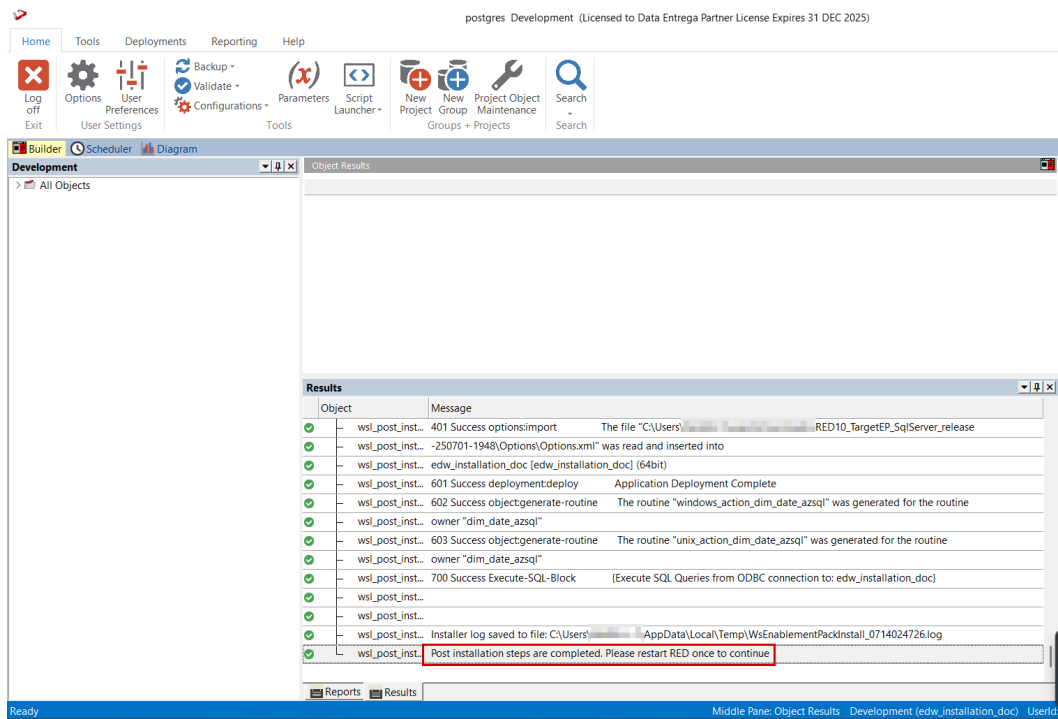 postgres Development (Licensed to Data Entrega Partner License Expires 31 DEC 2025)
Home Tools Deployments Reporting Help
Log off
Options
User Preferences
Backup
Validate
Configurations
Parameters
Script Launcher
New Project
New Group
Project Object Maintenance
Search
Exit User Settings Tools Groups + Projects Search
Builder Scheduler Diagram
Development
Object Results
All Objects
Results
Object Message
wsl_post_inst... 401 Success options:import The file "C:\Users\ RED10_TargetEP_SqlServer_release
wsl_post_inst... -250701-1948\Options\Options.xml" was read and inserted into
wsl_post_inst... edw_installation_doc [edw_installation_doc] (64bit)
wsl_post_inst... 601 Success deployment:deploy Application Deployment Complete
wsl_post_inst... 602 Success object:generate-routine The routine "windows_action_dim_date_azsql" was generated for the routine
wsl_post_inst... owner "dim_date_azsql"
wsl_post_inst... 603 Success object:generate-routine The routine "unix_action_dim_date_azsql" was generated for the routine
wsl_post_inst... owner "dim_date_azsql"
wsl_post_inst... 700 Success Execute-SQL-Block {Execute SQL Queries from ODBC connection to: edw_installation_doc}
wsl_post_inst...
wsl_post_inst...
wsl_post_inst... Installer log saved to file: C:\Users\ AppData\Local\Temp\WsEnablementPackInstall_0714024726.log
wsl_post_inst... Post installation steps are completed. Please restart RED once to continue
Reports Results
Ready Middle Pane: Object Results Development (edw_installation_doc) UserId: